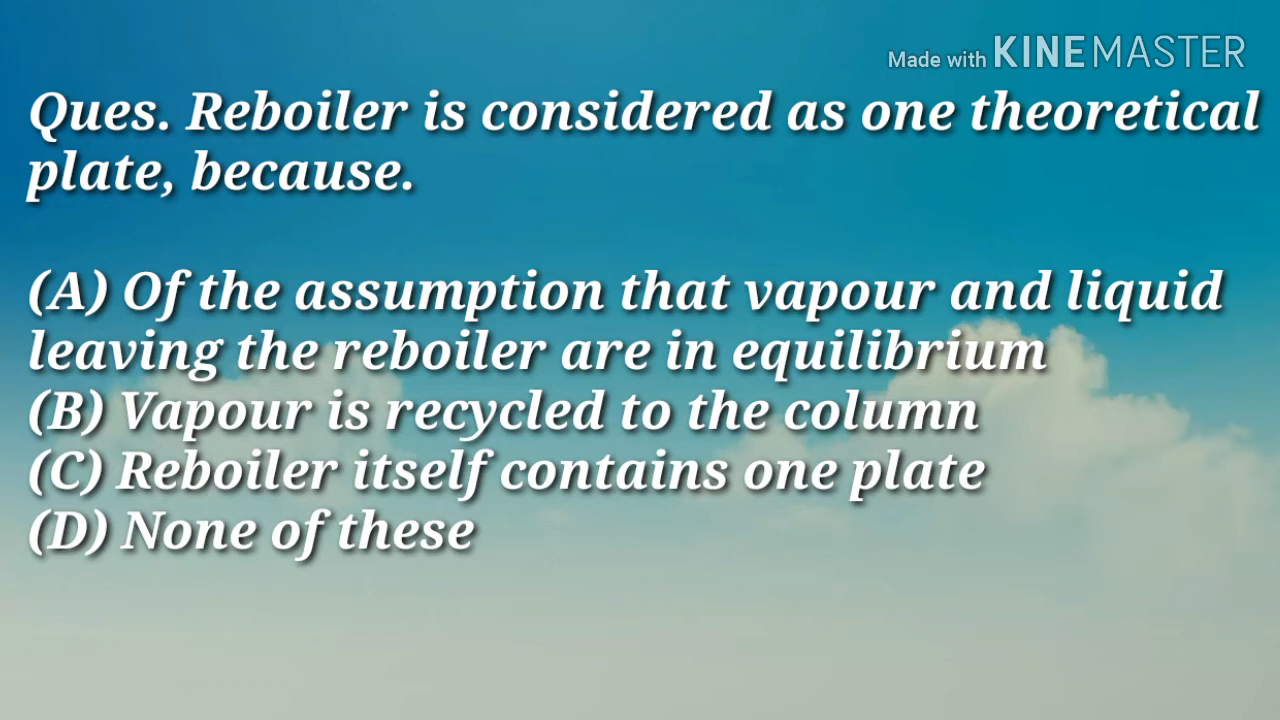 Made with KINEMASTER
Ques. Reboiler is considered as one theoretical
plate, because.
(A) Of the assumption that vapour and liquid
leaving the reboiler are in equilibrium
(B) Vapour is recycled to the column
(C) Reboiler itself contains one plate
(D) None of these